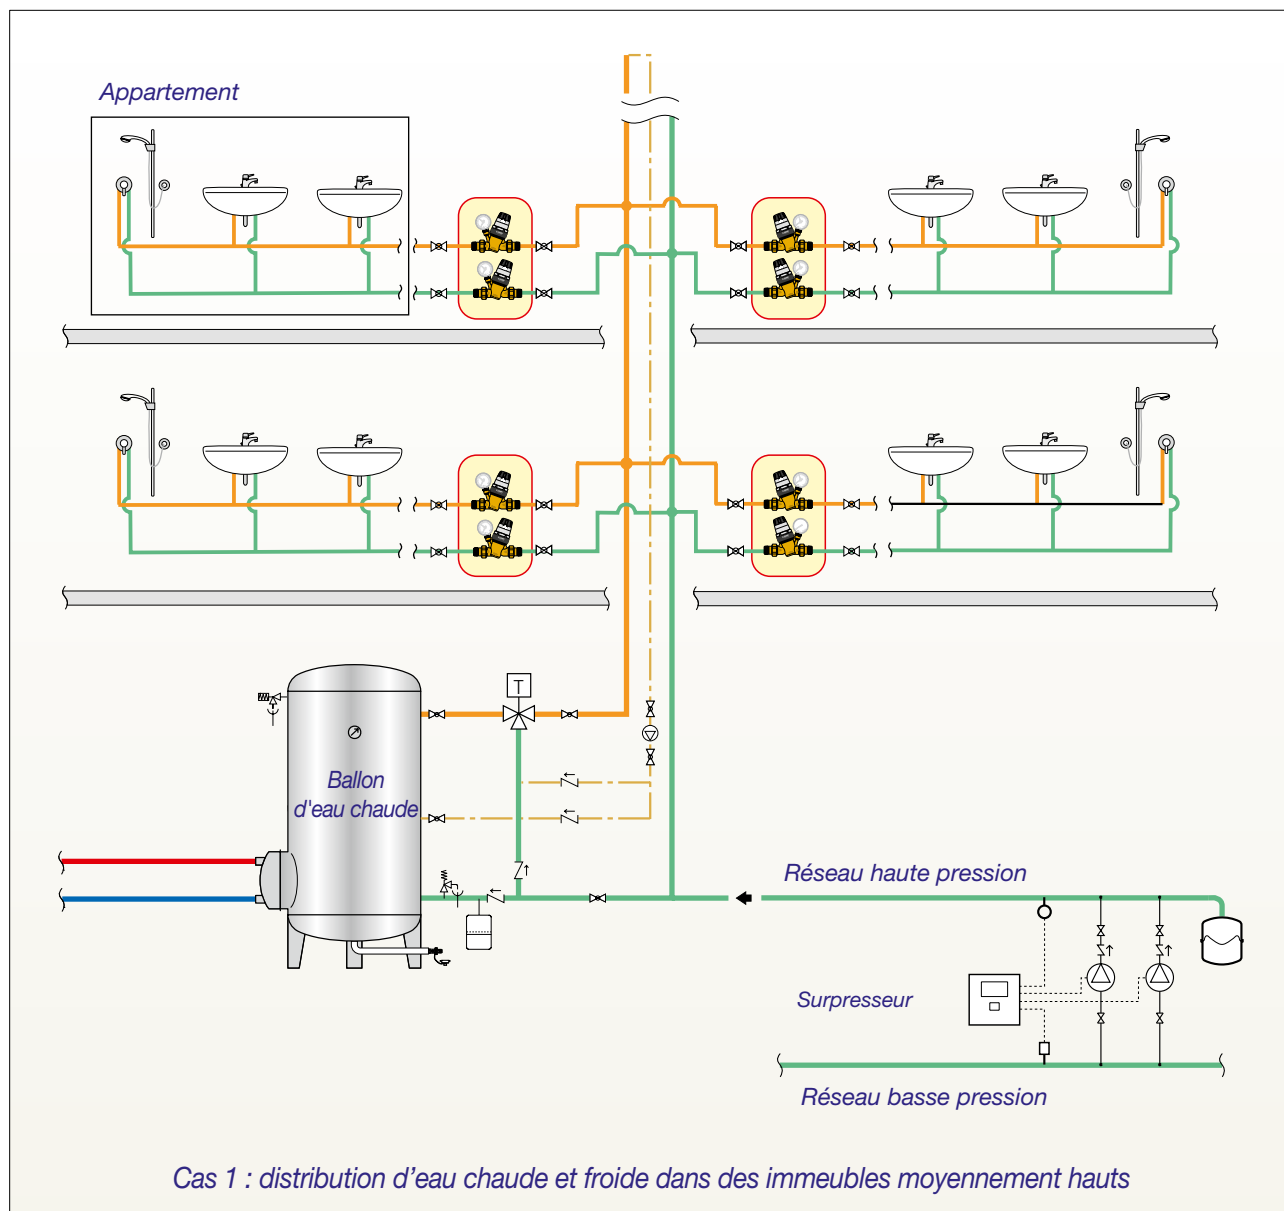 Appartement
T
Ballon
d'eau chaude
Réseau haute pression
Surpresseur
Réseau basse pression
Cas 1 : distribution d’eau chaude et froide dans des immeubles moyennement hauts